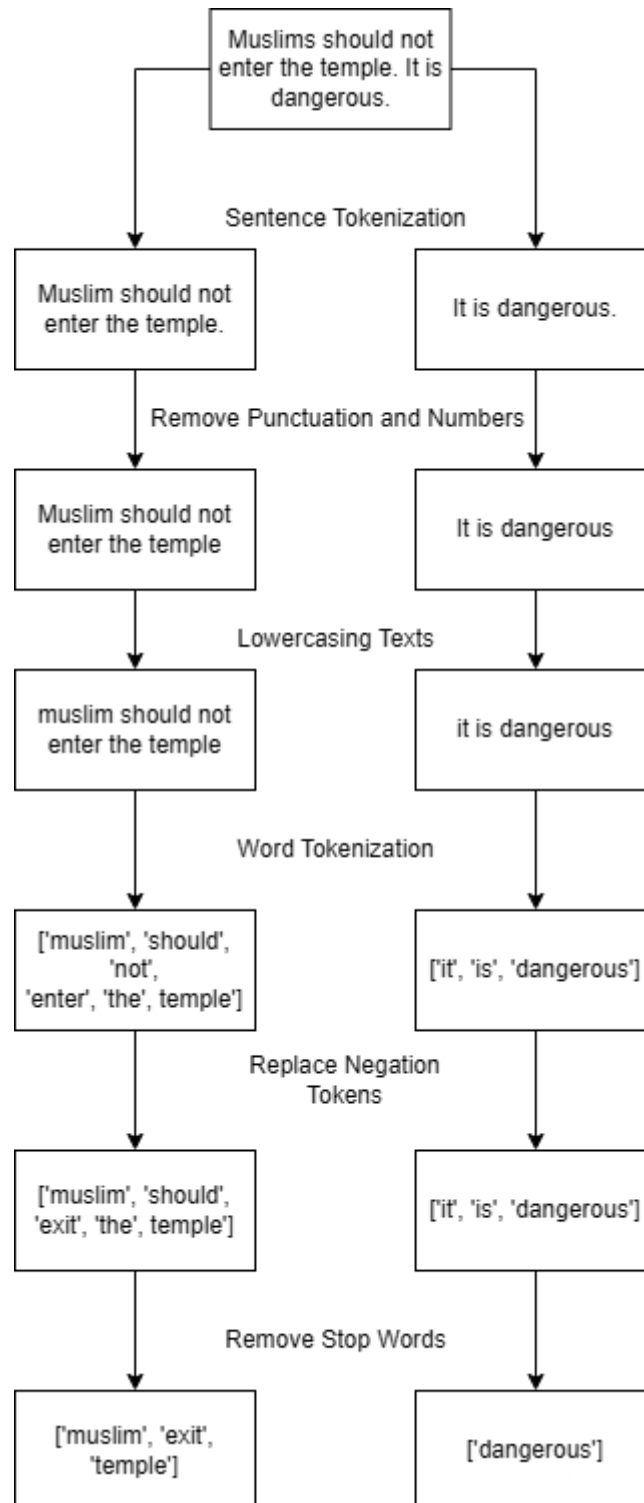 Muslims should not
enter the temple. It is
dangerous.
Sentence Tokenization
Muslim should not
enter the temple.
It is dangerous.
Remove Punctuation and Numbers
Muslim should not
enter the temple
It is dangerous
Lowercasing Texts
muslim should not
enter the temple
it is dangerous
Word Tokenization
['muslim', 'should',
'not',
'enter', 'the', temple']
['it', 'is', 'dangerous']
Replace Negation
Tokens
['muslim', 'should',
'exit', 'the', temple']
['it', 'is', 'dangerous']
Remove Stop Words
['muslim', 'exit',
'temple']
['dangerous']